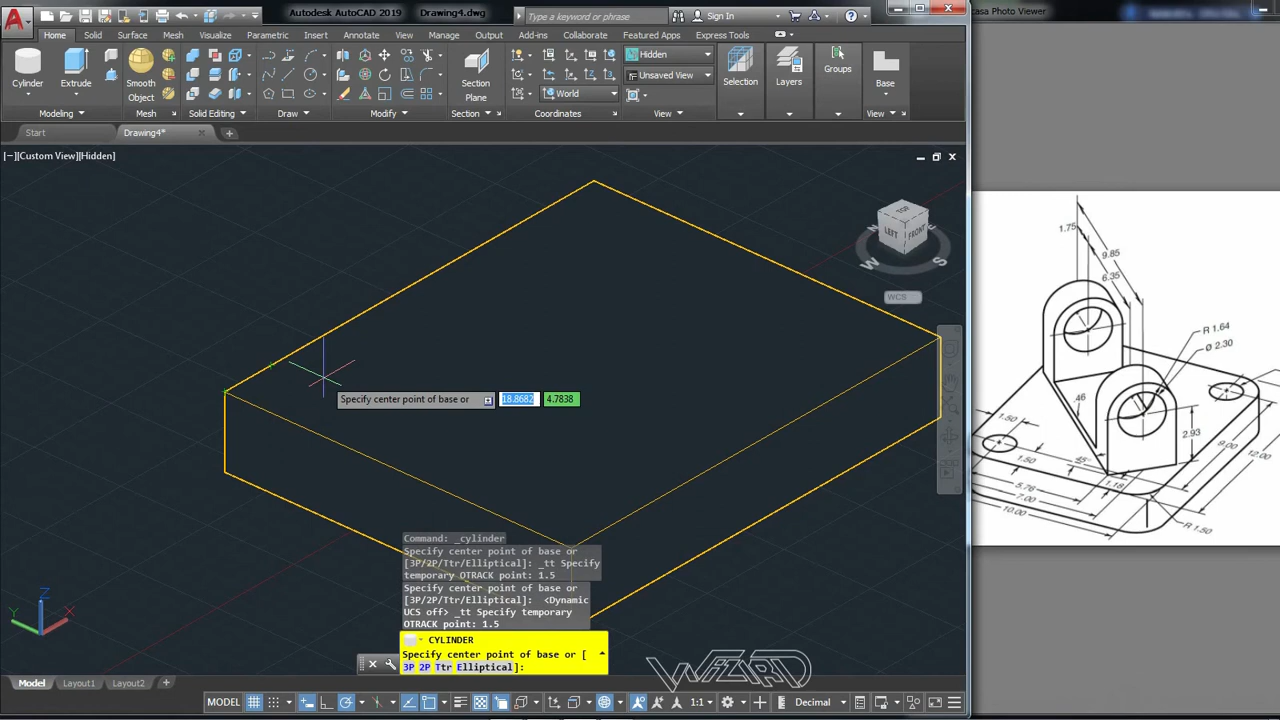 Autodesk AutoCAD 2019 Drawing4.dwg
Type a keyword or phrase
Sign In
casa Photo Viewer
Home Solid Surface Mesh Visualize Parametric Insert Annotate View Manage Output Add-ins Collaborate Featured Apps Express Tools
Cylinder
Extrude
Smooth
Object
Section
Plane
Hidden
Unsaved View
World
Selection
Layers
Groups
Base
Modeling Mesh Solid Editing Draw Modify Section Coordinates View View
Start Drawing4*
[−][Custom View][Hidden]
TOP
LEFT FRONT
W S
WCS
Specify center point of base or 18.8682 4.7838
1.75
9.85
6.35
R 1.64
Ø 2.30
.46
2.93
1.50
1.50
45°
1.18
5.76
7.00
10.00
9.00
12.00
R 1.50
Command: _cylinder
Specify center point of base or
[3P/2P/Ttr/Elliptical]: _tt Specify
temporary OTRACK point: 1.5
Specify center point of base or
[3P/2P/Ttr/Elliptical]: <Dynamic
UCS off> _tt Specify temporary
OTRACK point: 1.5
CYLINDER
Specify center point of base or [
3P 2P Ttr Elliptical]:
Z
Y X
WIZARD
Model Layout1 Layout2
MODEL 1:1 Decimal